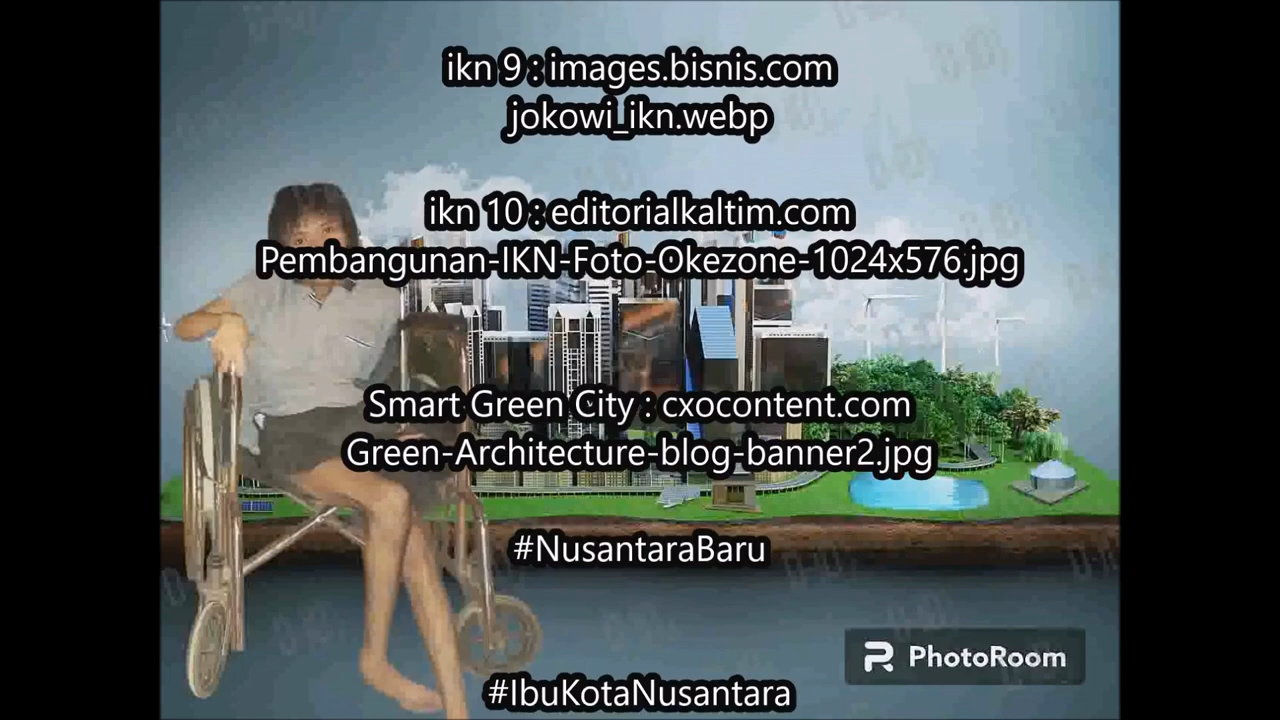 ikn 9 : images.bisnis.com
jokowi_ikn.webp
ikn 10 : editorialkaltim.com
Pembangunan-IKN-Foto-Okezone-1024x576.jpg
Smart Green City : cxocontent.com
Green-Architecture-blog-banner2.jpg
#NusantaraBaru
PhotoRoom
#IbuKotaNusantara